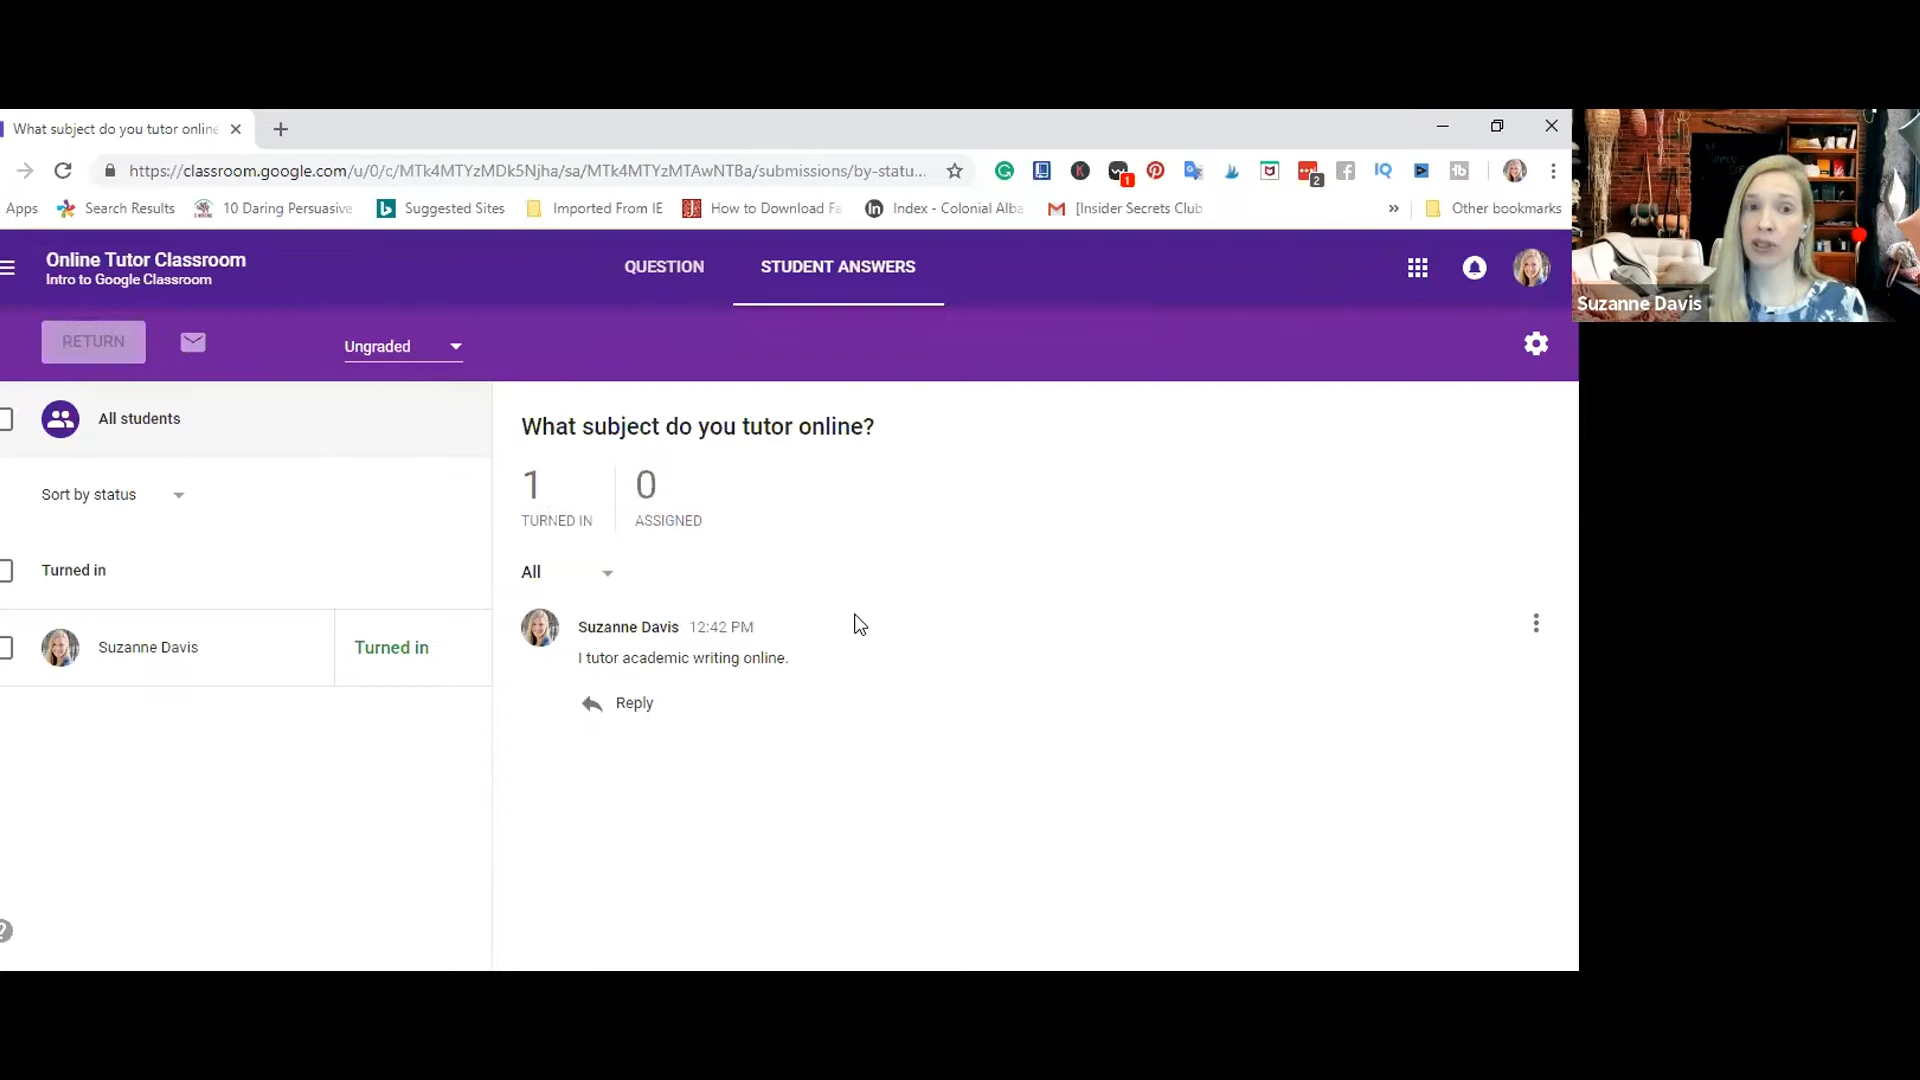 What subject do you tutor online
https://classroom.google.com/u/0/c/MTk4MTYzMDk5Njha/sa/MTk4MTYzMTAwNTBa/submissions/by-statu...
1
2
Apps
Search Results
10 Daring Persuasive
Suggested Sites
Imported From IE
How to Download Fa
Index - Colonial Alba
[Insider Secrets Club
»
Other bookmarks
Online Tutor Classroom
Intro to Google Classroom
QUESTION
STUDENT ANSWERS
Suzanne Davis
RETURN
Ungraded
All students
What subject do you tutor online?
Sort by status
1
0
TURNED IN
ASSIGNED
Turned in
All
Suzanne Davis
Turned in
Suzanne Davis 12:42 PM
I tutor academic writing online.
Reply